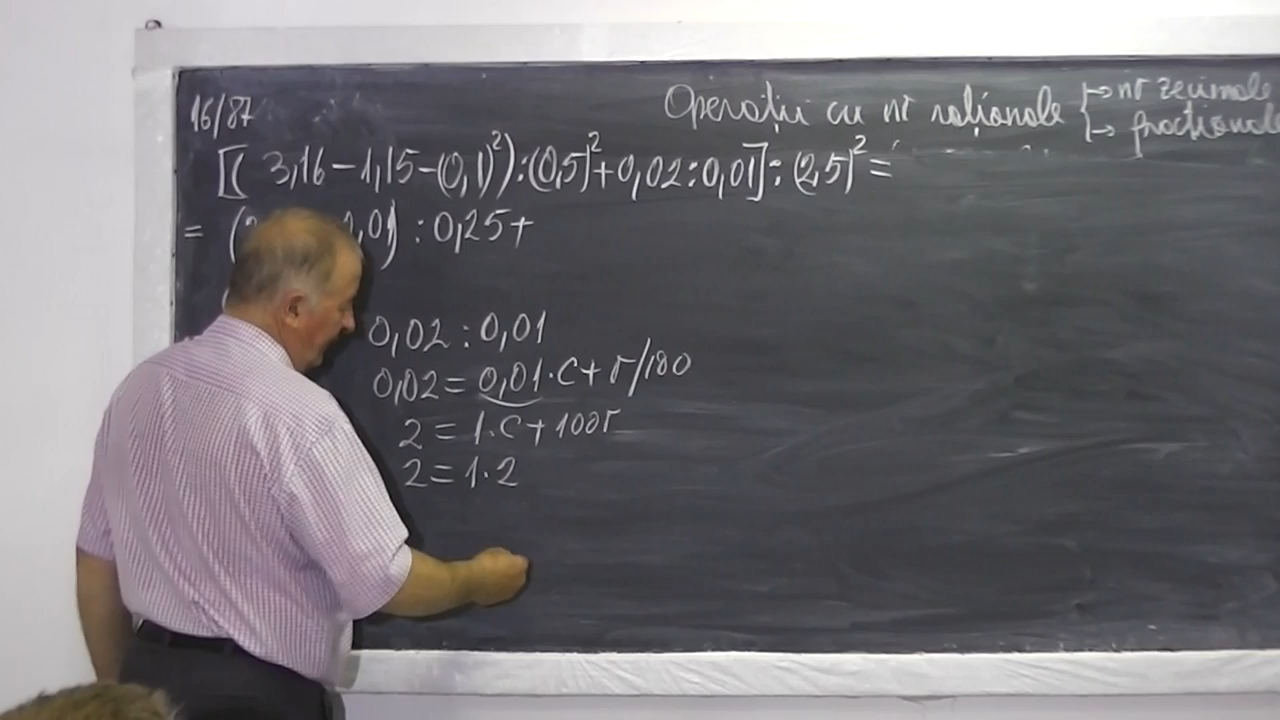 16/87
Operații cu nr raționale { → nr zecimale
→ fracționale
[( 3,16 - 1,15 - (0,1)²) : (0,5)² + 0,02 : 0,01] : (2,5)² =
= ( ,01) : 0,25 +
0,02 : 0,01
0,02 = 0,01 · C + r /100
2 = 1 · C + 100r
2 = 1 · 2